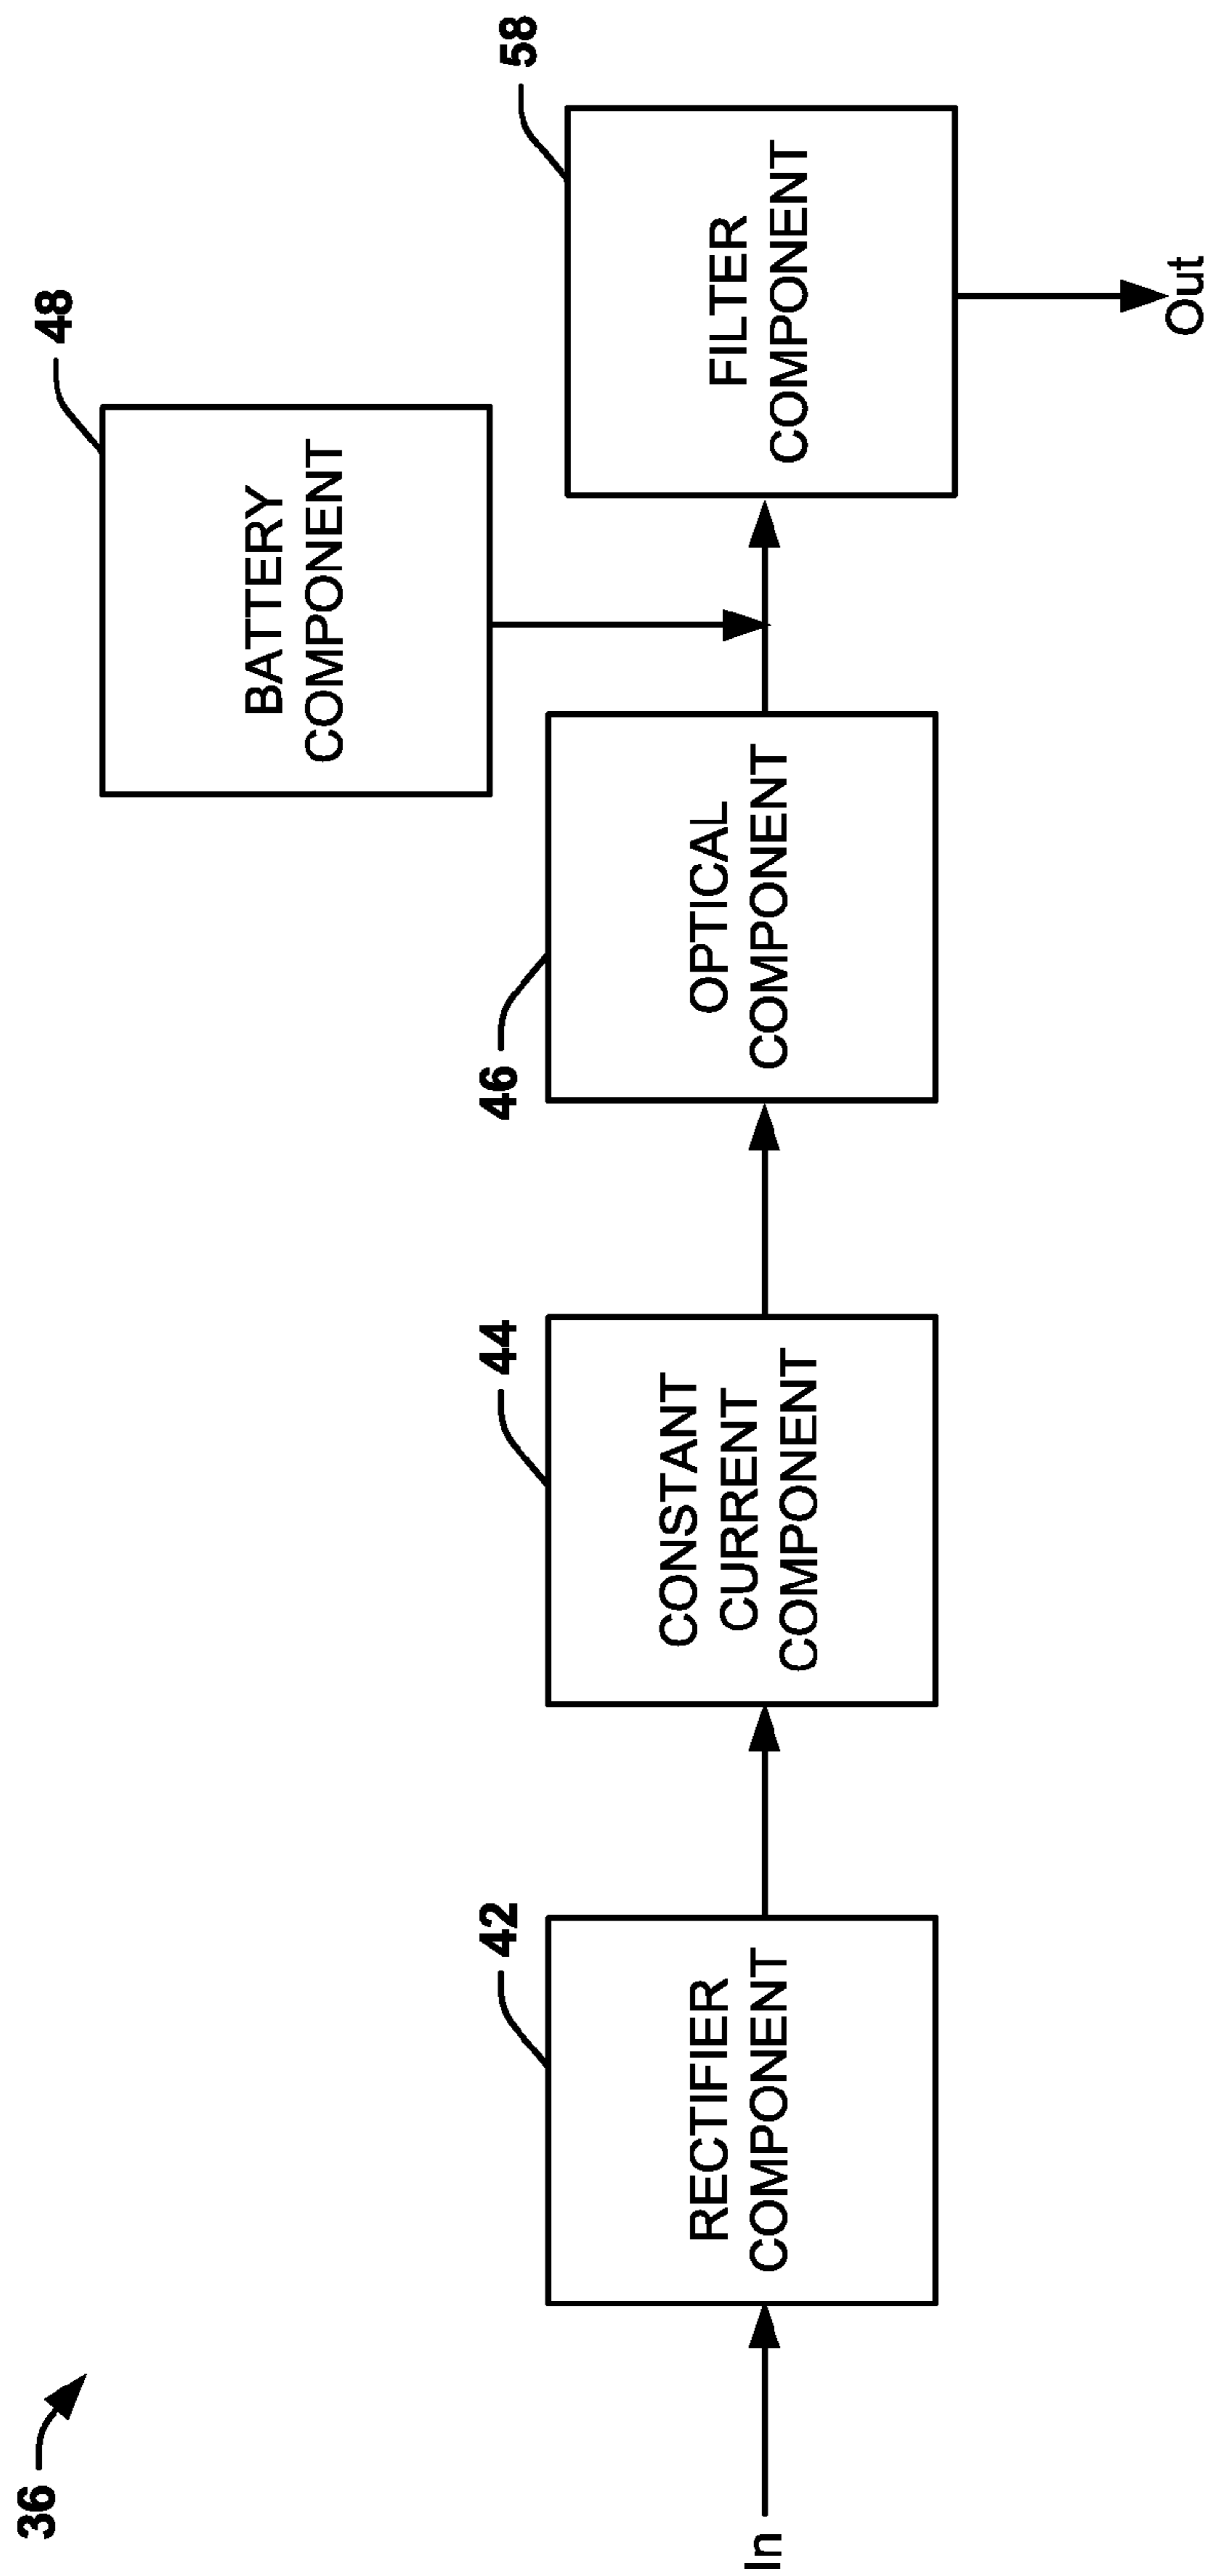 36
48
BATTERY
COMPONENT
58
In
42
RECTIFIER
COMPONENT
44
CONSTANT
CURRENT
COMPONENT
46
OPTICAL
COMPONENT
FILTER
COMPONENT
Out